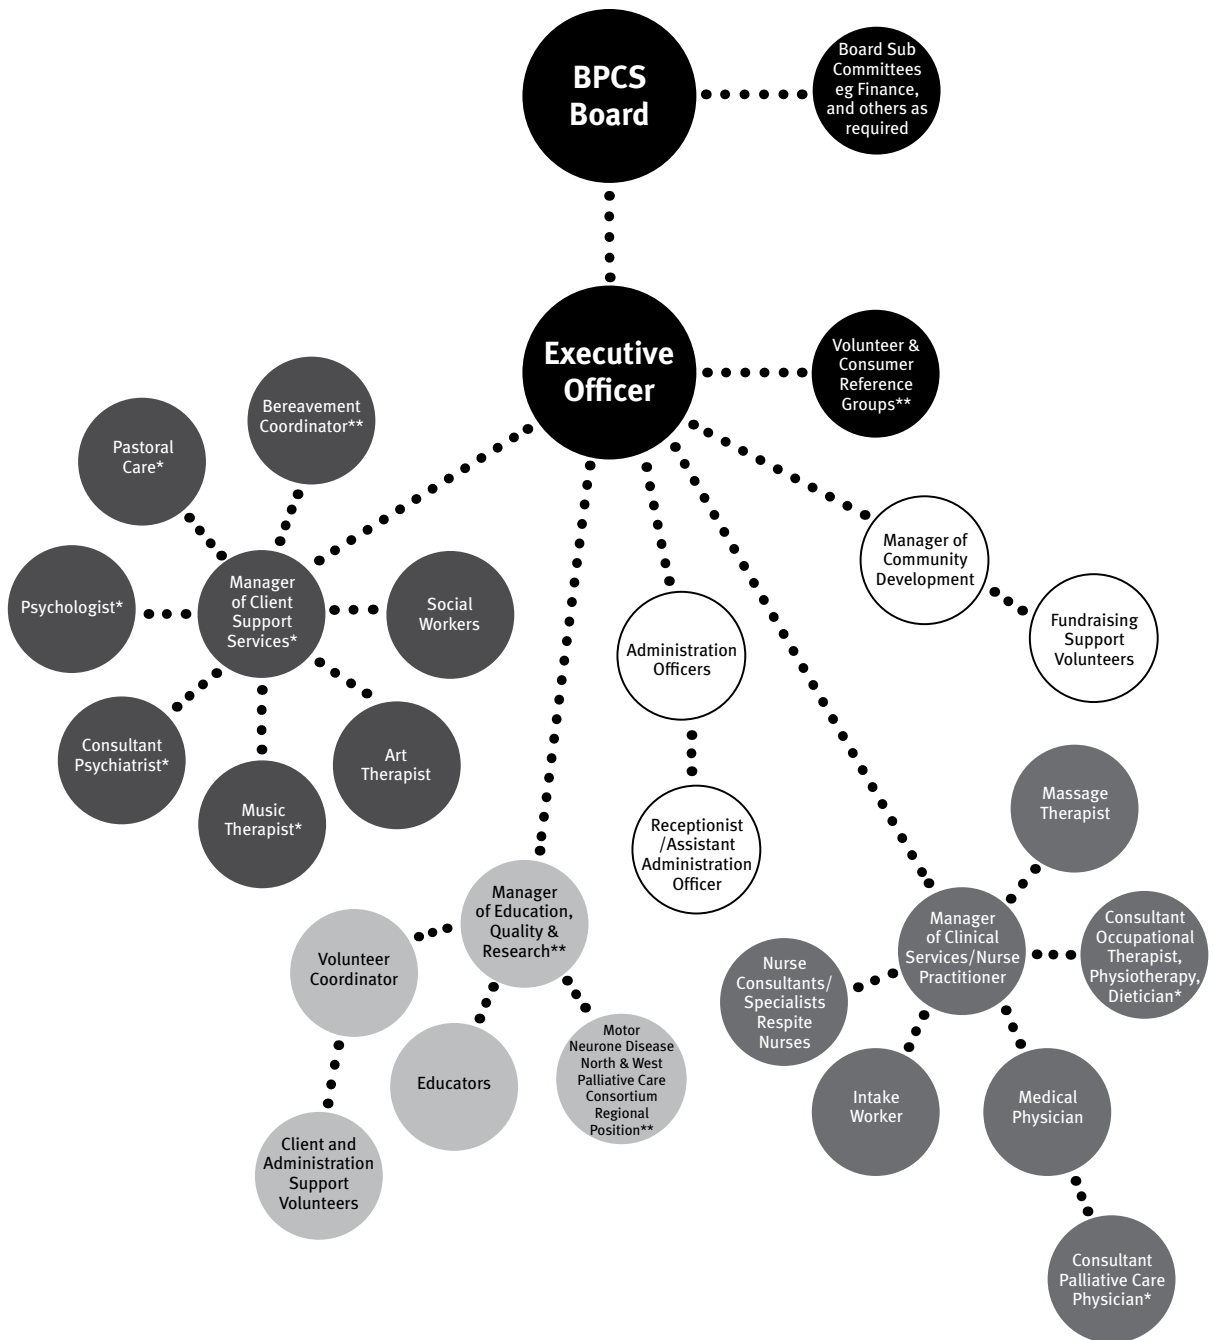 BPCS
Board
Board Sub
Committees
eg Finance,
and others as
required
Executive
Officer
Volunteer &
Consumer
Reference
Groups**
Bereavement
Coordinator**
Pastoral
Care*
Psychologist*
Manager
of Client
Support
Services*
Social
Workers
Consultant
Psychiatrist*
Music
Therapist*
Art
Therapist
Manager of
Community
Development
Fundraising
Support
Volunteers
Administration
Officers
Receptionist
/Assistant
Administration
Officer
Manager
of Education,
Quality &
Research**
Volunteer
Coordinator
Educators
Motor
Neurone Disease
North & West
Palliative Care
Consortium
Regional
Position**
Client and
Administration
Support
Volunteers
Massage
Therapist
Manager
of Clinical
Services/Nurse
Practitioner
Consultant
Occupational
Therapist,
Physiotherapy,
Dietician*
Nurse
Consultants/
Specialists
Respite
Nurses
Intake
Worker
Medical
Physician
Consultant
Palliative Care
Physician*